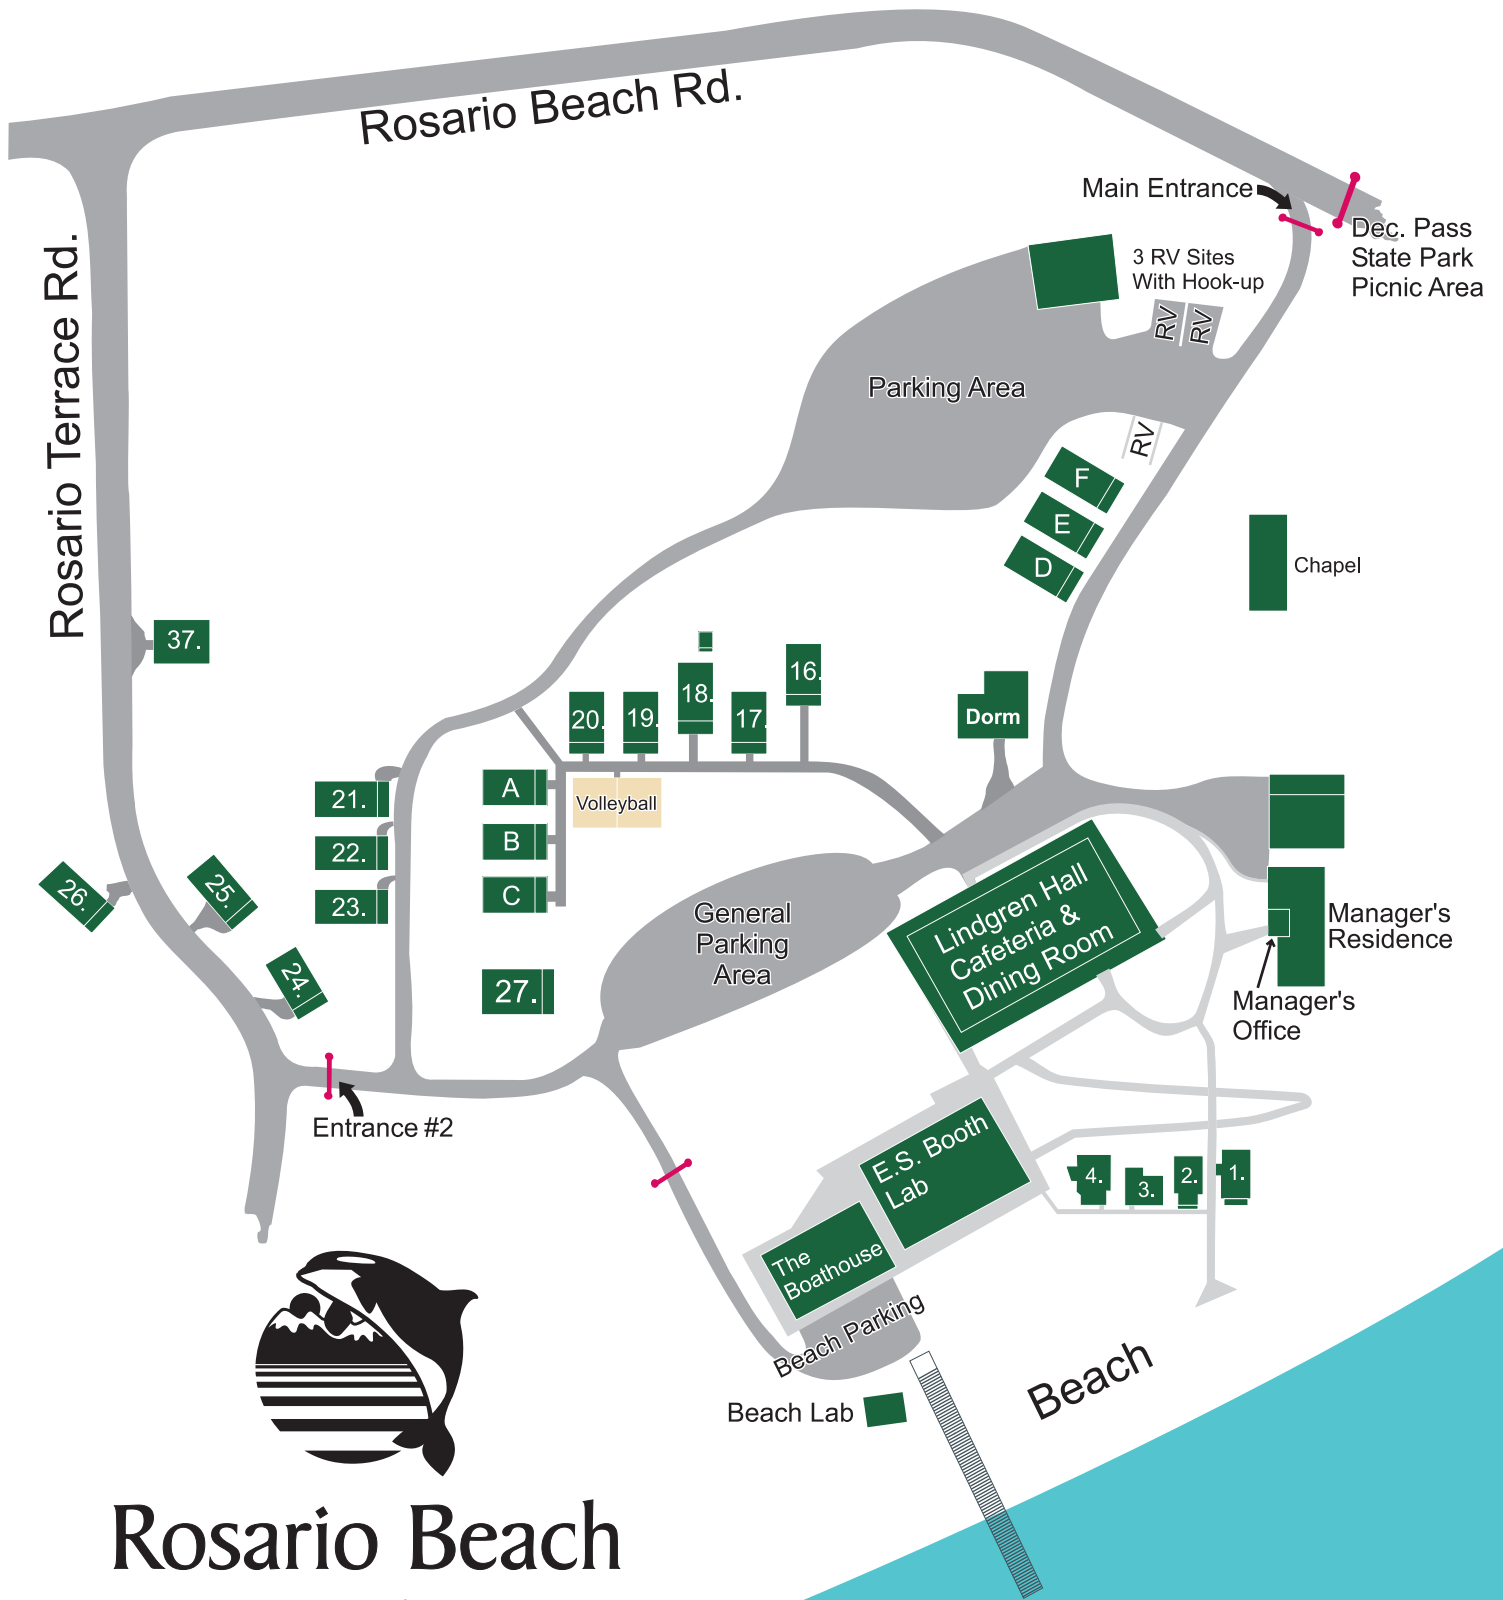 Rosario Beach Rd.
Main Entrance
Dec. Pass
State Park
Picnic Area
3 RV Sites
With Hook-up
RV
RV
Rosario Terrace Rd.
Parking Area
RV
F
E
D
Chapel
37.
16.
18.
20.
19.
17.
Dorm
21.
A
Volleyball
22.
B
26.
25.
23.
C
General
Parking
Area
Lindgren Hall
Cafeteria &
Dining Room
Manager's
Residence
24.
27.
Manager's
Office
Entrance #2
E.S. Booth
Lab
4.
3.
2.
1.
The
Boathouse
Beach Parking
Beach Lab
Beach
Rosario Beach